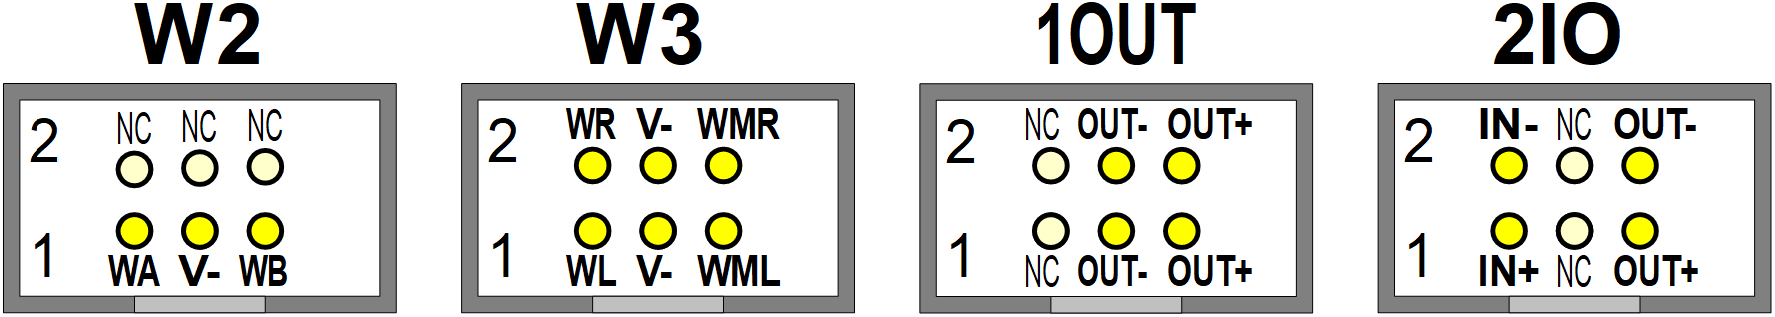 W2 W3 1OUT 2IO
2 NC NC NC
1 WA V- WB
2 WR V- WMR
1 WL V- WML
2 NC OUT- OUT+
1 NC OUT- OUT+
2 IN- NC OUT-
1 IN+ NC OUT+